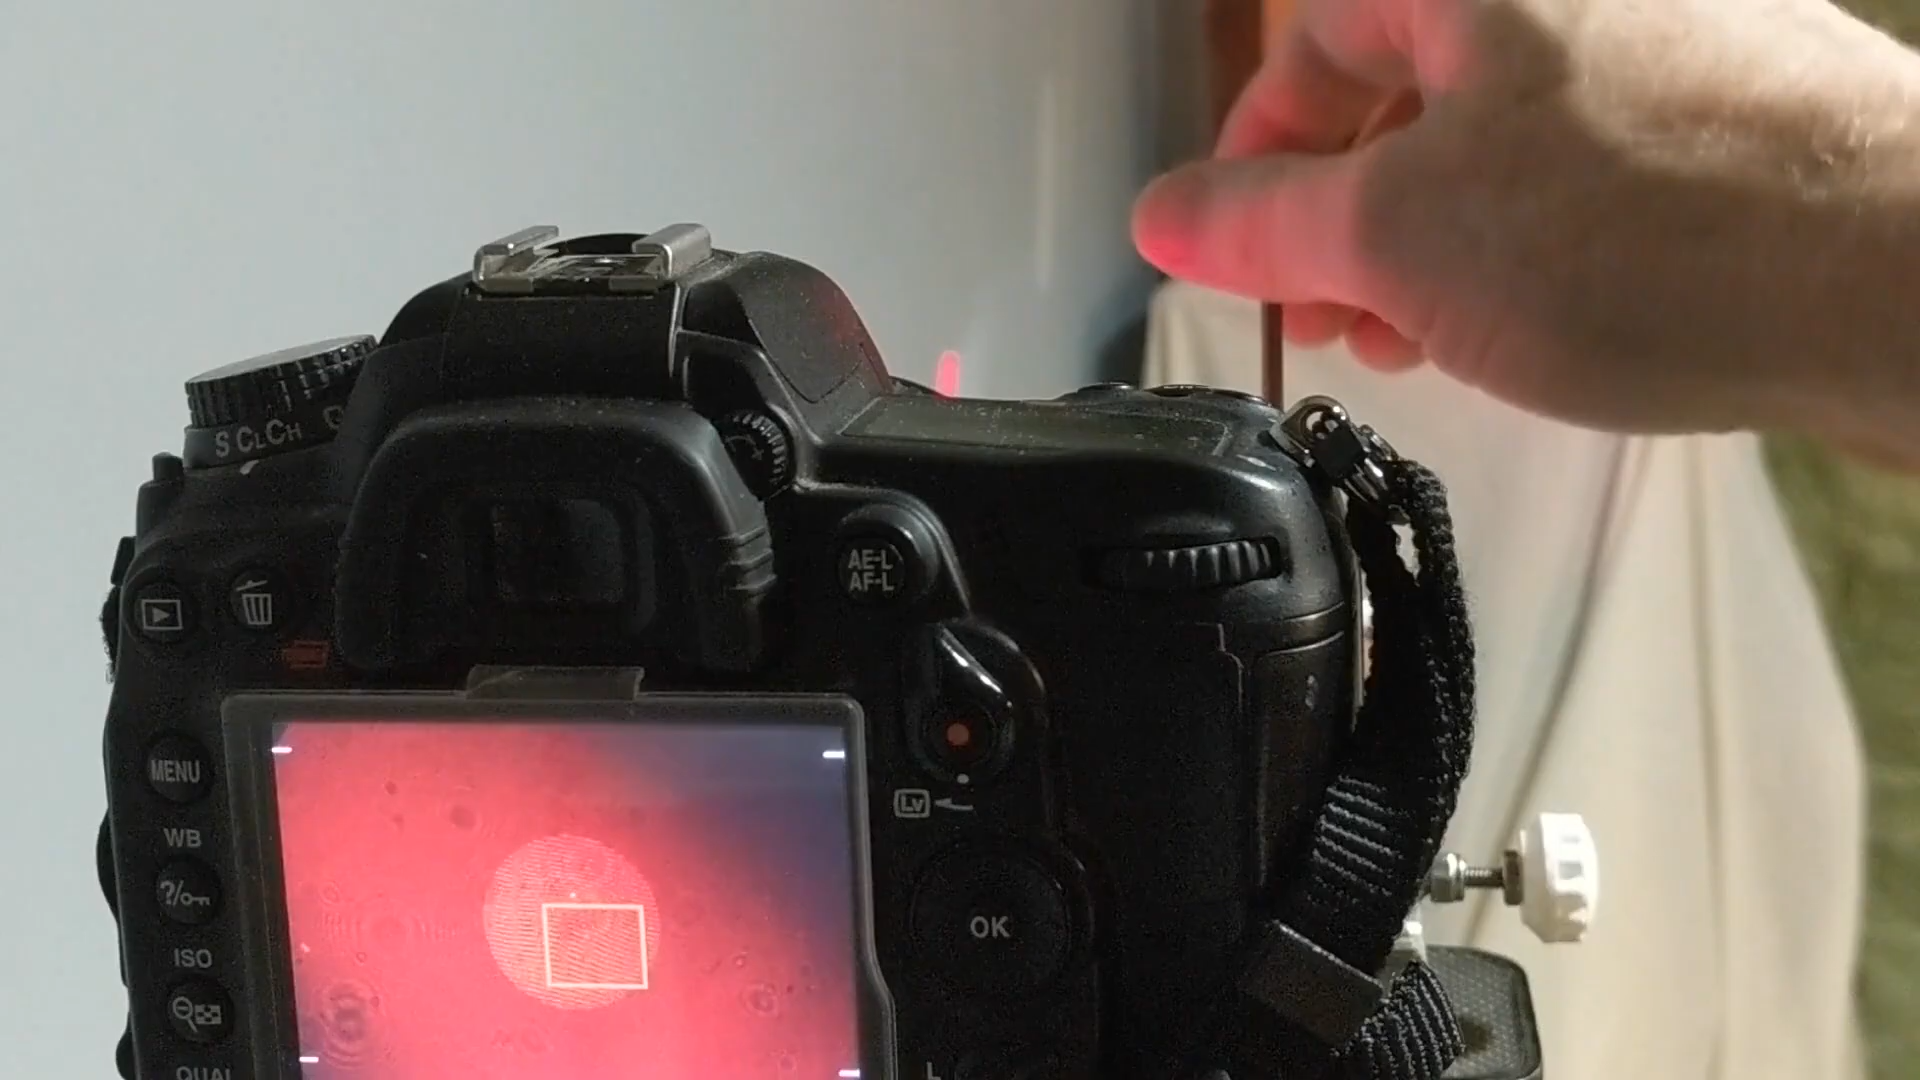 S CL CH
AE-L
AF-L
MENU
WB
Lv
?
OK
ISO
QUAL
L